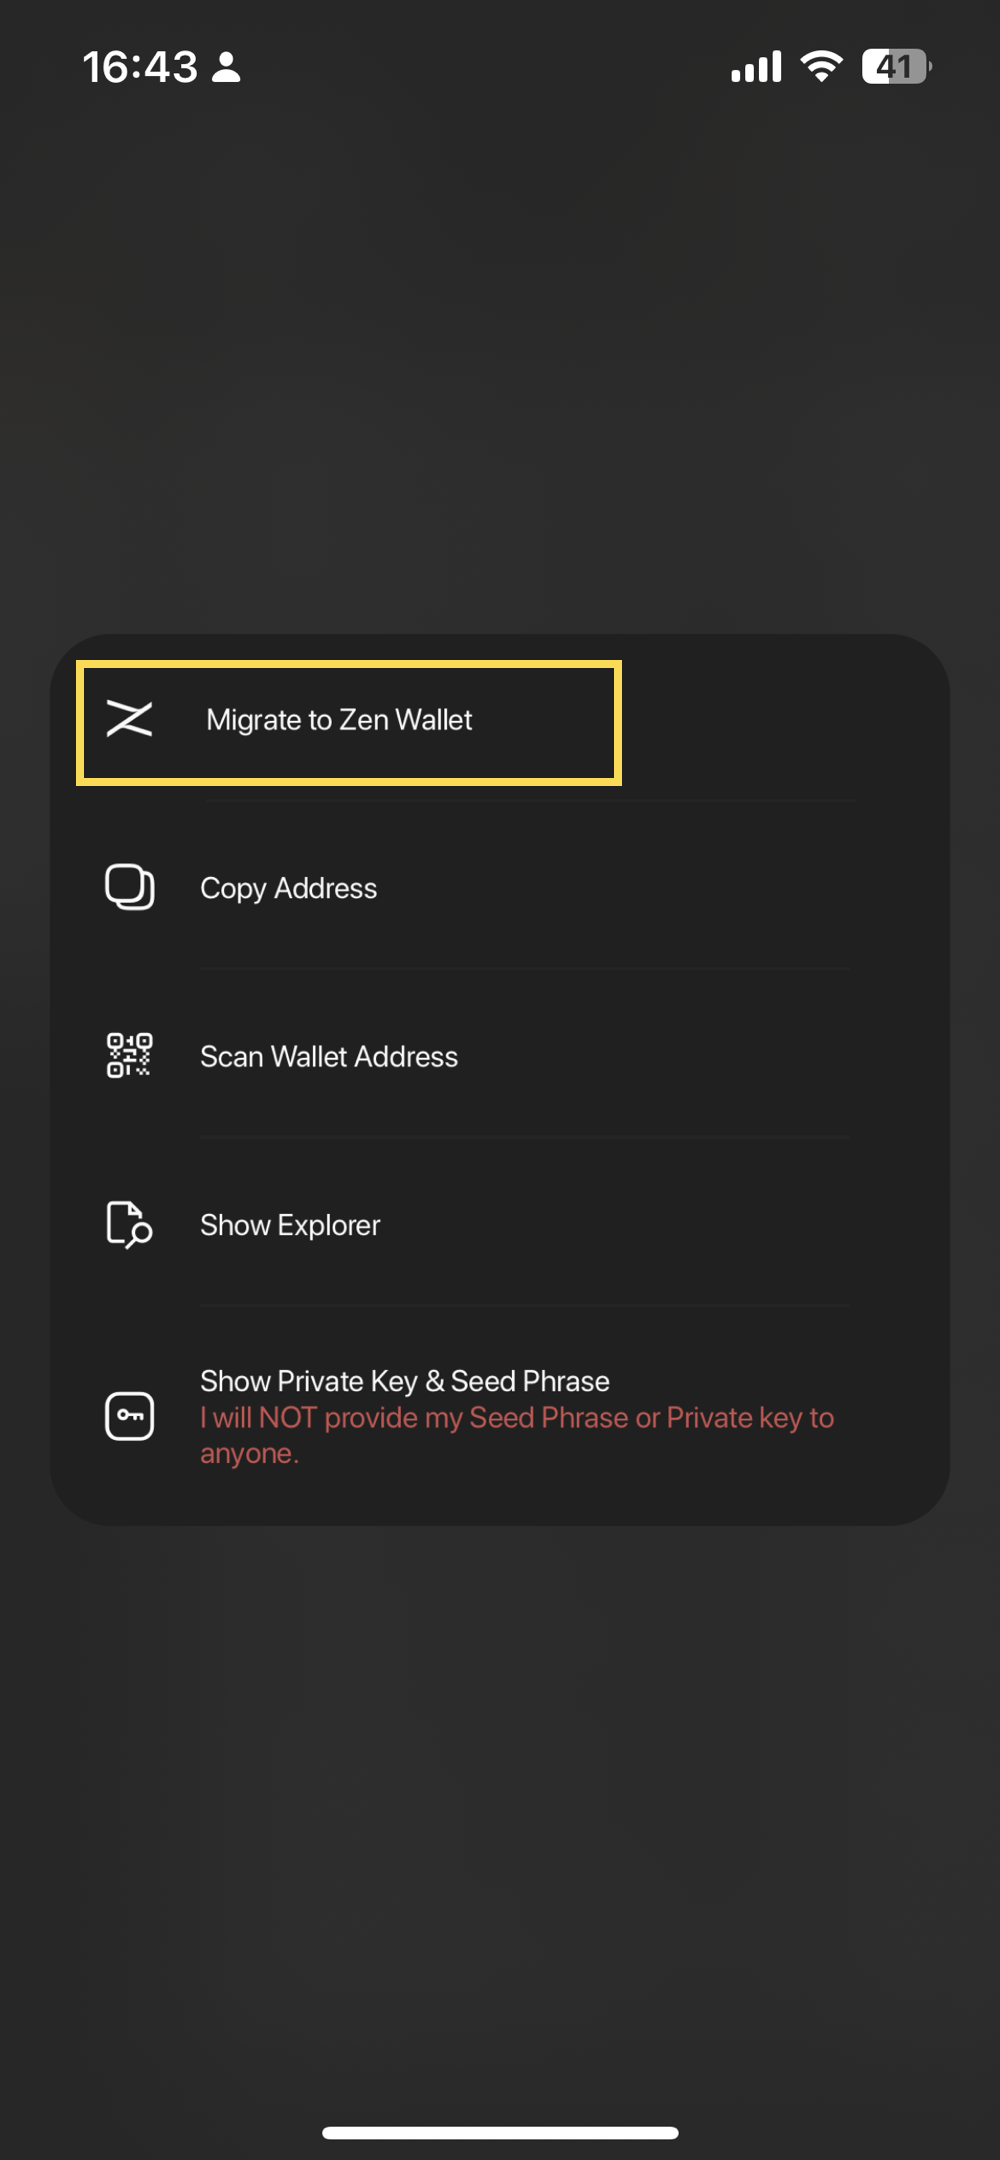 16:43
41
Migrate to Zen Wallet
Copy Address
Scan Wallet Address
Show Explorer
Show Private Key & Seed Phrase
I will NOT provide my Seed Phrase or Private key to
anyone.